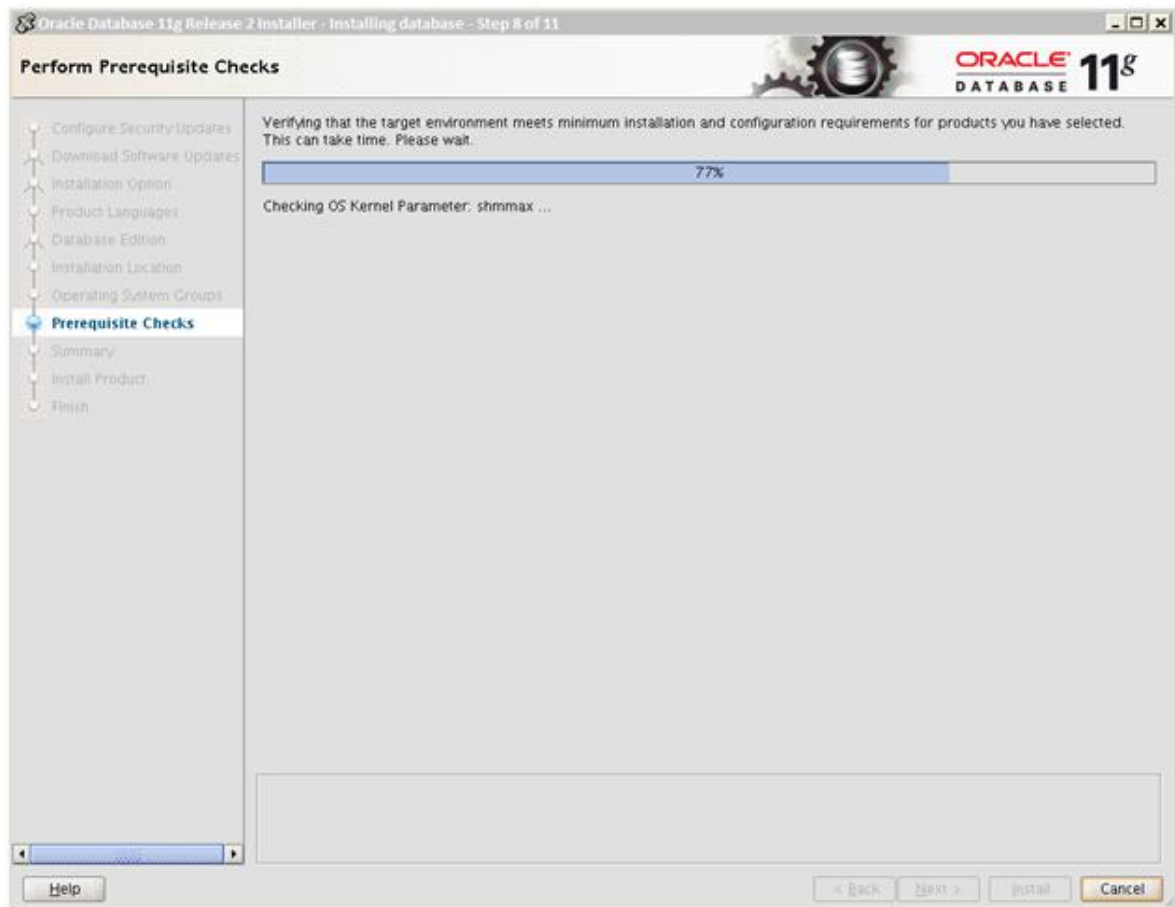 Oracle Database 11g Release 2 Installer - Installing database - Step 8 of 11
Perform Prerequisite Checks
ORACLE 11g
DATABASE
Configure Security Updates
Download Software Updates
Installation Option
Product Languages
Database Edition
Installation Location
Operating System Groups
Prerequisite Checks
Summary
Install Product
Finish
Verifying that the target environment meets minimum installation and configuration requirements for products you have selected.
This can take time. Please wait.
77%
Checking OS Kernel Parameter: shmmax ...
Help
< Back
Next >
Install
Cancel